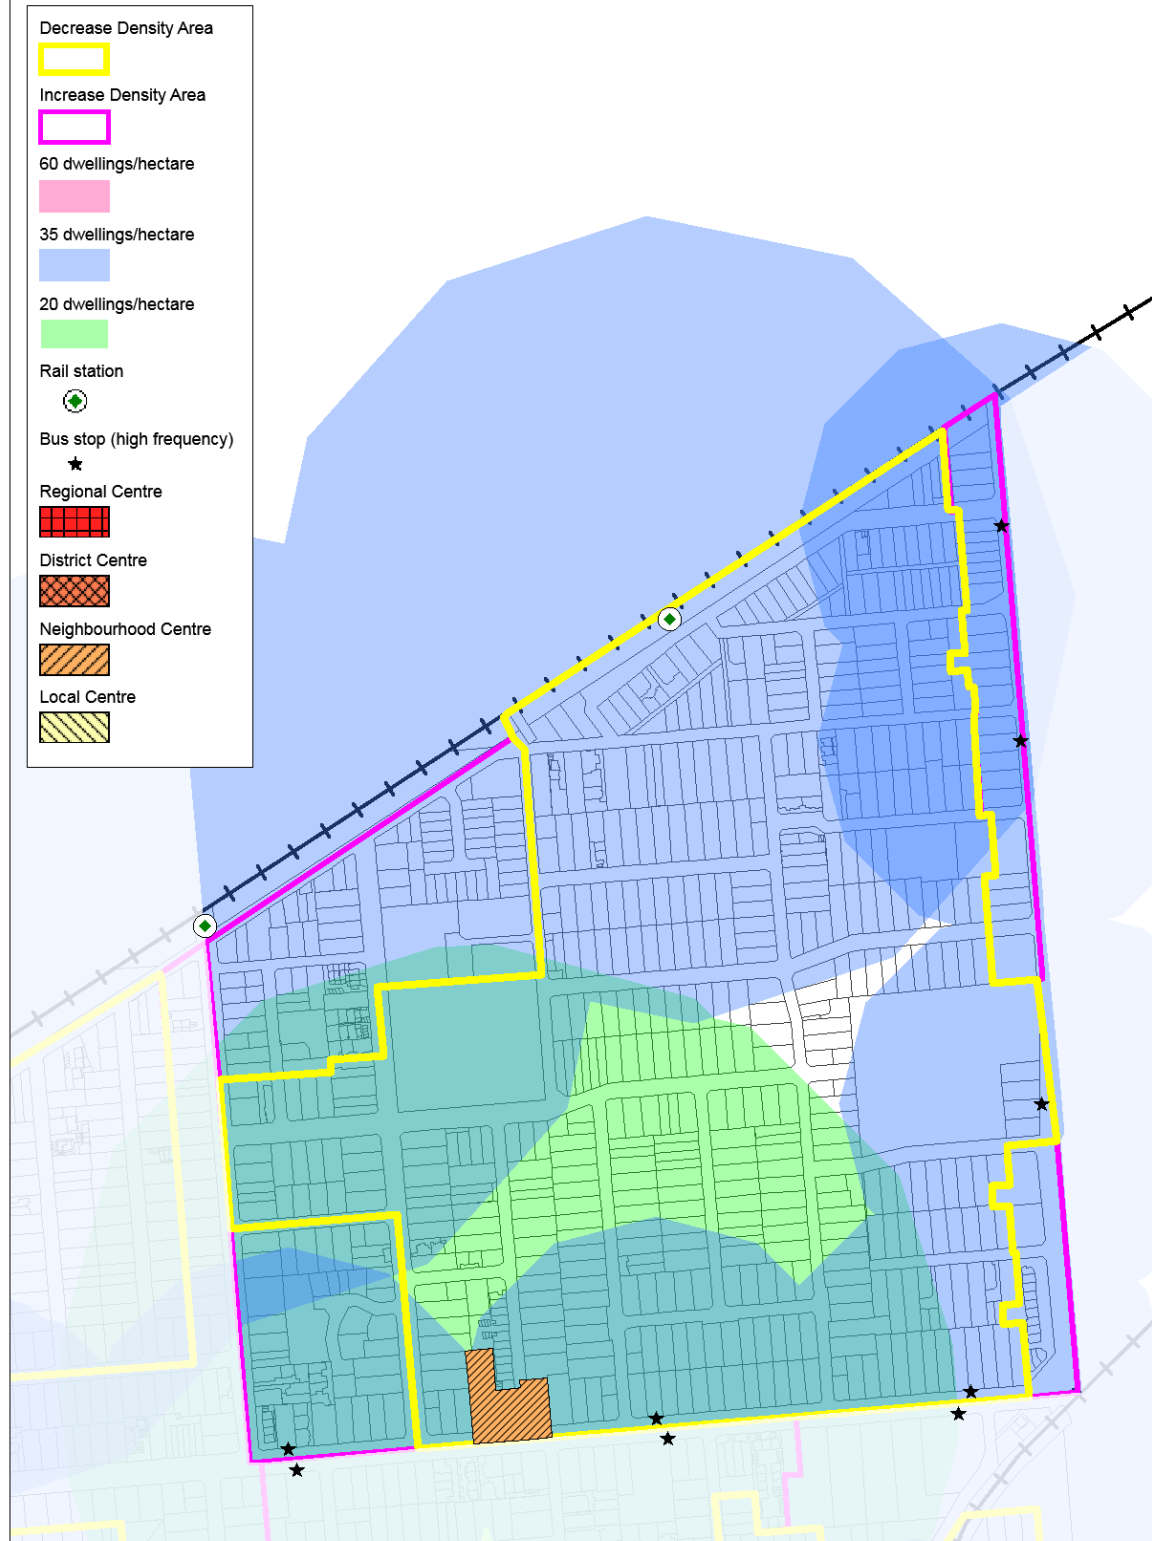 Decrease Density Area
Increase Density Area
60 dwellings/hectare
35 dwellings/hectare
20 dwellings/hectare
Rail station
Bus stop (high frequency)
Regional Centre
District Centre
Neighbourhood Centre
Local Centre